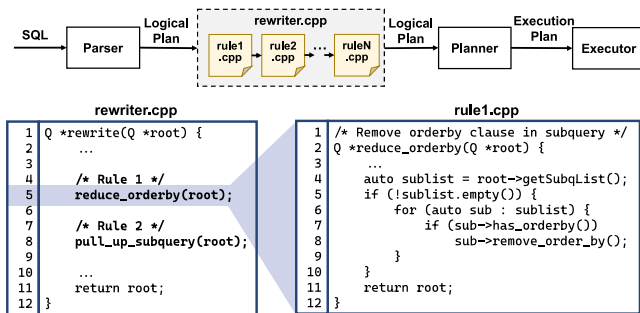 SQL
Parser
Logical
Plan
rewriter.cpp
rule1
.cpp
rule2
.cpp
...
ruleN
.cpp
Logical
Plan
Planner
Execution
Plan
Executor
rewriter.cpp
1 Q *rewrite(Q *root) {
2 ...
3
4 /* Rule 1 */
5 reduce_orderby(root);
6
7 /* Rule 2 */
8 pull_up_subquery(root);
9
10 ...
11 return root;
12 }
rule1.cpp
1 /* Remove orderby clause in subquery */
2 Q *reduce_orderby(Q *root) {
3 ...
4 auto sublist = root->getSubqList();
5 if (!sublist.empty()) {
6 for (auto sub : sublist) {
7 if (sub->has_orderby())
8 sub->remove_order_by();
9 }
10 }
11 return root;
12 }